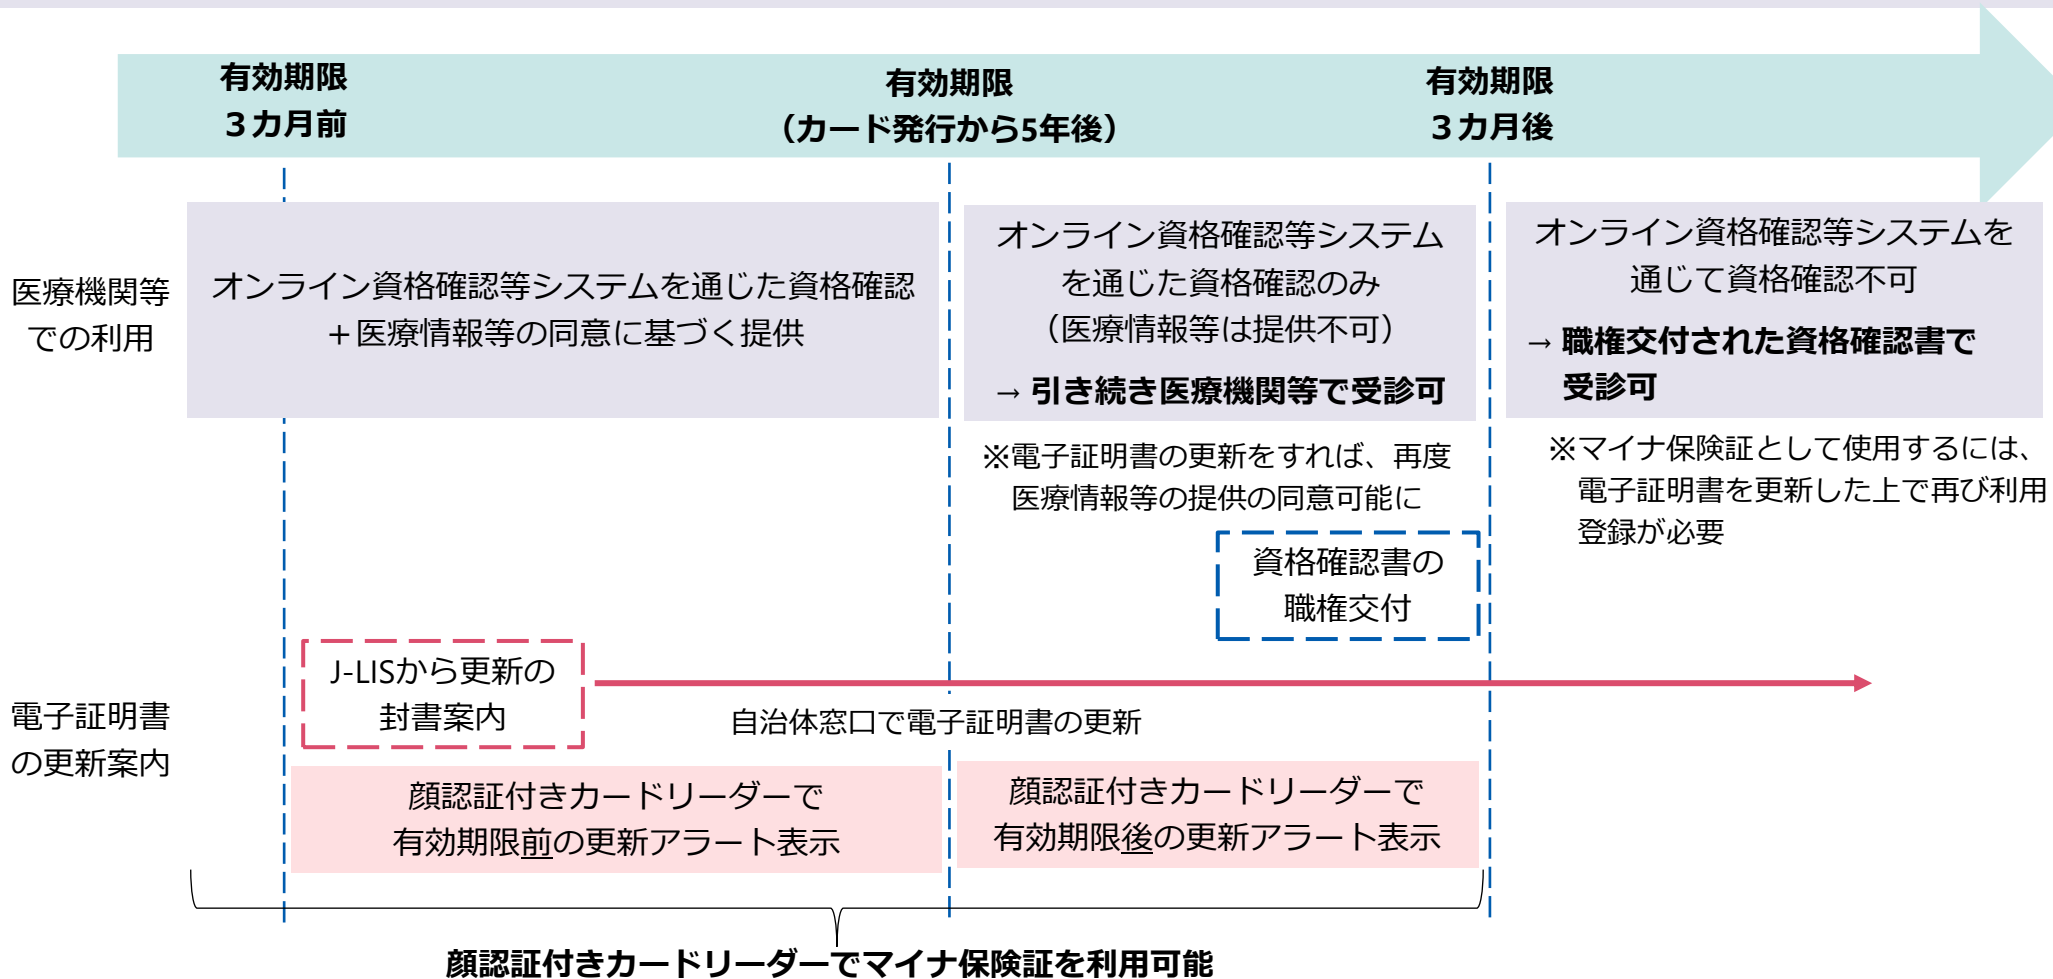 有効期限
３カ月前
有効期限
（カード発行から5年後）
有効期限
３カ月後
医療機関等
での利用
オンライン資格確認等システムを通じた資格確認
＋医療情報等の同意に基づく提供
オンライン資格確認等システム
を通じた資格確認のみ
（医療情報等は提供不可）
→ 引き続き医療機関等で受診可
オンライン資格確認等システムを
通じて資格確認不可
→ 職権交付された資格確認書で
受診可
※電子証明書の更新をすれば、再度
医療情報等の提供の同意可能に
※マイナ保険証として使用するには、
電子証明書を更新した上で再び利用
登録が必要
資格確認書の
職権交付
電子証明書
の更新案内
J-LISから更新の
封書案内
自治体窓口で電子証明書の更新
顔認証付きカードリーダーで
有効期限前の更新アラート表示
顔認証付きカードリーダーで
有効期限後の更新アラート表示
顔認証付きカードリーダーでマイナ保険証を利用可能